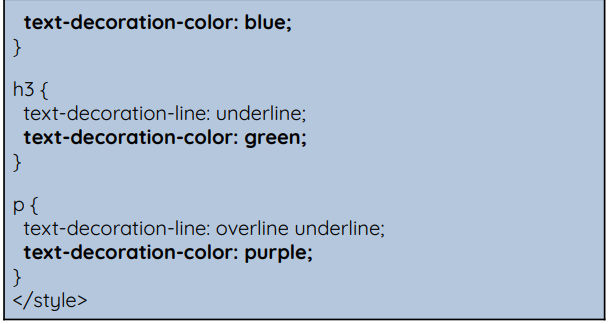 text-decoration-color: blue;
}
h3 {
text-decoration-line: underline;
text-decoration-color: green;
}
p {
text-decoration-line: overline underline;
text-decoration-color: purple;
}
</style>